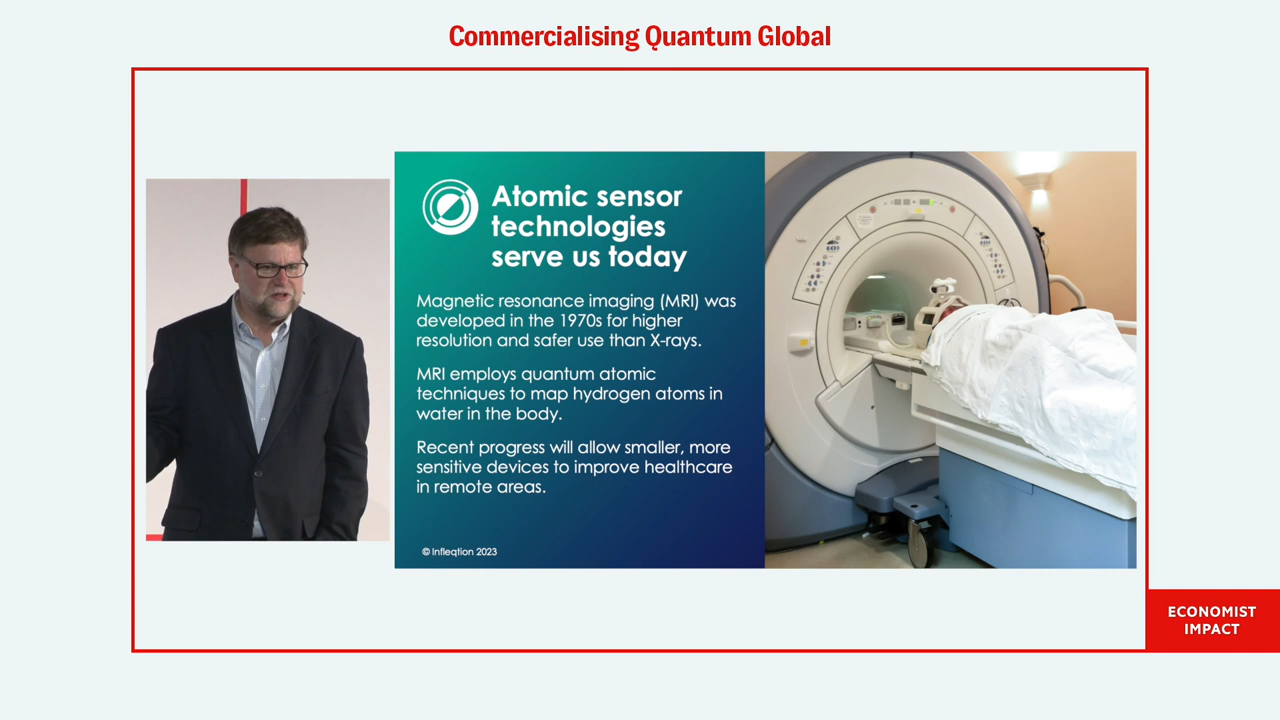 Commercialising Quantum Global
Atomic sensor
technologies
serve us today
Magnetic resonance imaging (MRI) was
developed in the 1970s for higher
resolution and safer use than X-rays.
MRI employs quantum atomic
techniques to map hydrogen atoms in
water in the body.
Recent progress will allow smaller, more
sensitive devices to improve healthcare
in remote areas.
© Infleqtion 2023
ECONOMIST
IMPACT